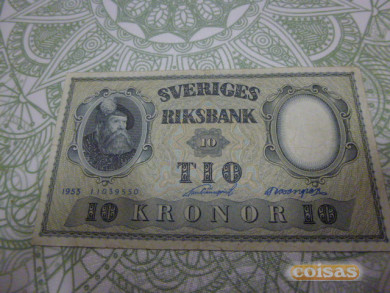 SVERIGES
RIKSBANK
10
TIO
1953
10 KRONOR 10
coisas